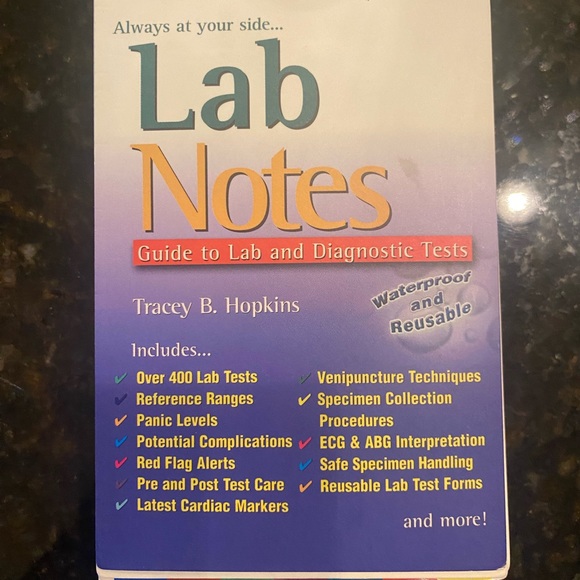 Always at your side...
Lab
Notes
Guide to Lab and Diagnostic Tests
Waterproof
and
Reusable
Tracey B. Hopkins
Includes...
Over 400 Lab Tests
Reference Ranges
Panic Levels
Potential Complications
Red Flag Alerts
Pre and Post Test Care
Latest Cardiac Markers
Venipuncture Techniques
Specimen Collection
Procedures
ECG & ABG Interpretation
Safe Specimen Handling
Reusable Lab Test Forms
and more!